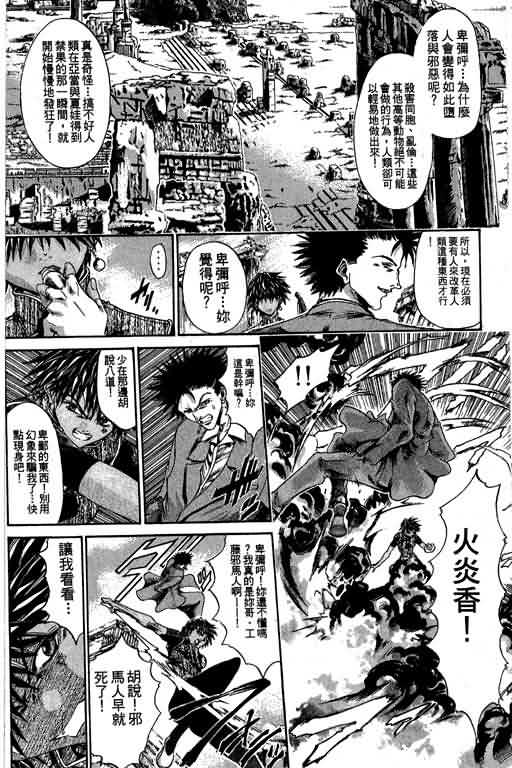 卑彌呼…為什麼
人會變得如此墮
落與邪惡呢?
殺害同胞、亂倫…這些
其他高等動物絕不可能
會做的行為，人類卻可
以輕易地做出來！
真是奇怪…搞不好人
類在亞當與夏娃得到
禁果的那一瞬間，就
開始慢慢地發狂了！
所以，現在必須
要有人來改革人
類這種東西才行
！
卑彌呼…妳
覺得呢?
……
!!
火炎香!
卑彌呼…妳
這是幹嘛?
少在那邊胡
說八道!
卑鄙的東西!別用
幻象來騙我了…快
點現身吧!
卑彌呼!妳還不懂嗎
?我真的是妳哥，工
藤邪馬人啊!
胡說!邪
馬人早就
死了!
讓我看看…